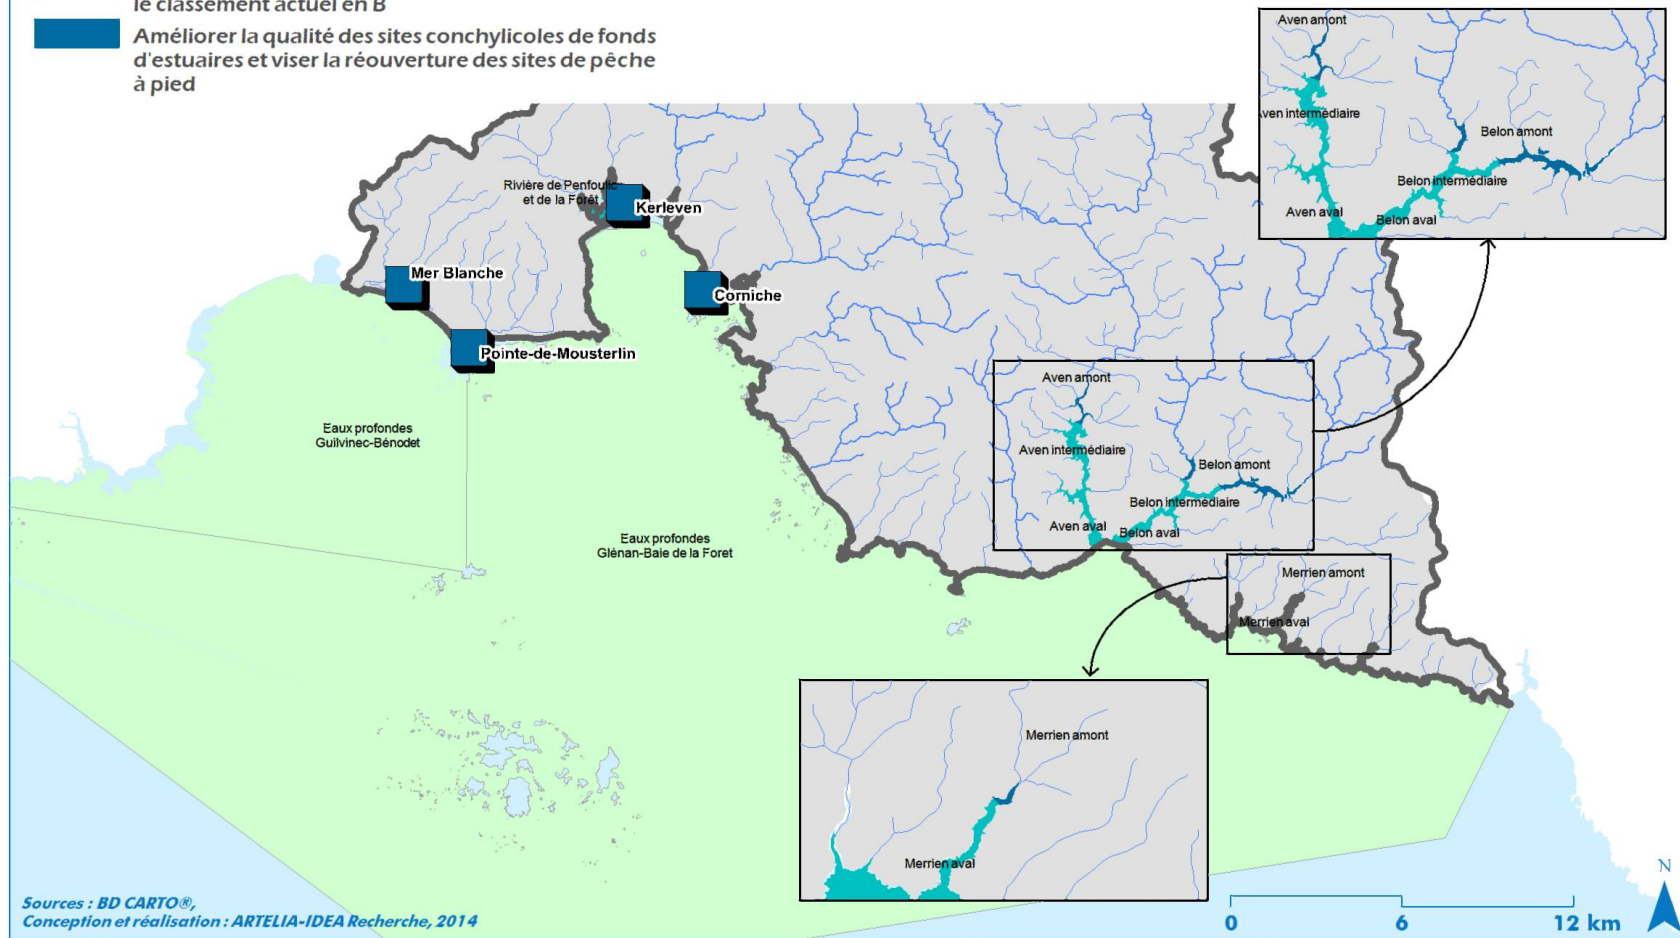 le classement actuel en B
Améliorer la qualité des sites conchylicoles de fonds
d'estuaires et viser la réouverture des sites de pêche
à pied
Aven amont
Aven intermédiaire
Belon amont
Belon intermédiaire
Aven aval
Belon aval
Rivière de Penfoulic
et de la Forêt
Kerleven
Mer Blanche
Corniche
Pointe-de-Mousterlin
Eaux profondes
Guilvinec-Bénodet
Aven amont
Aven intermédiaire
Belon amont
Belon intermédiaire
Aven aval
Belon aval
Eaux profondes
Glénan-Baie de la Foret
Merrien amont
Merrien aval
Merrien amont
Merrien aval
N
Sources : BD CARTO®,
Conception et réalisation : ARTELIA-IDEA Recherche, 2014
0 6 12 km